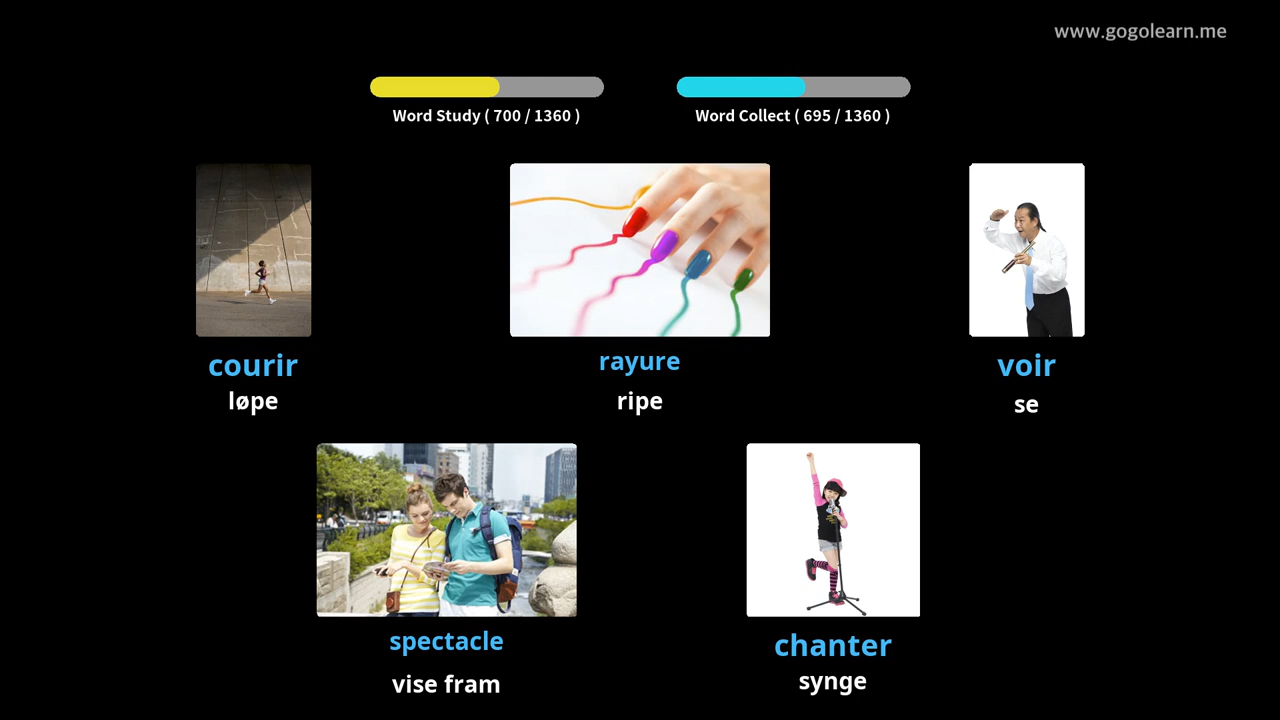 www.gogolearn.me
Word Study ( 700 / 1360 )
Word Collect ( 695 / 1360 )
courir
løpe
rayure
ripe
voir
se
spectacle
vise fram
chanter
synge